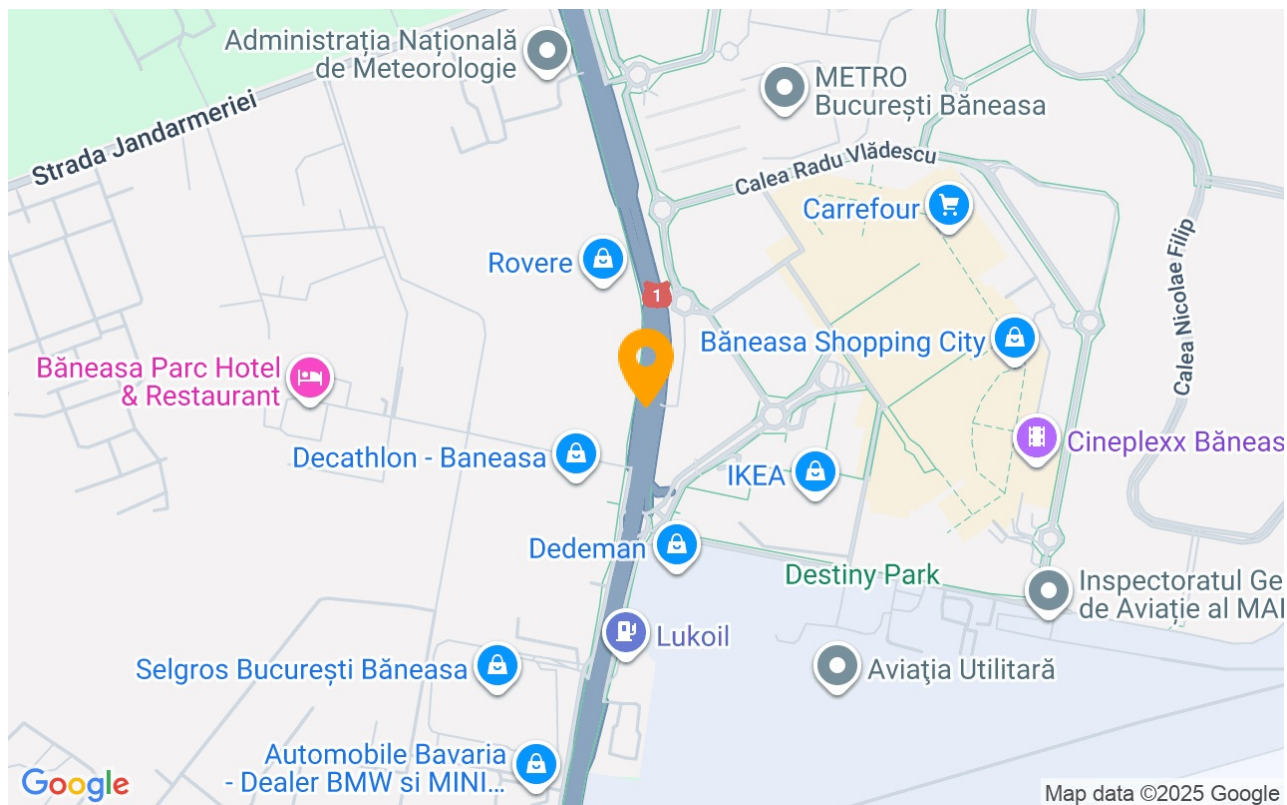 Administrația Națională
de Meteorologie
METRO
București Băneasa
Strada Jandarmeriei
Calea Radu Vlădescu
Carrefour
Calea Nicolae Filip
Rovere
1
Băneasa Shopping City
Băneasa Parc Hotel
& Restaurant
Cineplexx Băneas
Decathlon - Baneasa
IKEA
Dedeman
Destiny Park
Inspectoratul Ge
de Aviație al MAI
Lukoil
Selgros București Băneasa
Aviaţia Utilitară
Automobile Bavaria
- Dealer BMW si MINI...
Google
Map data ©2025 Google